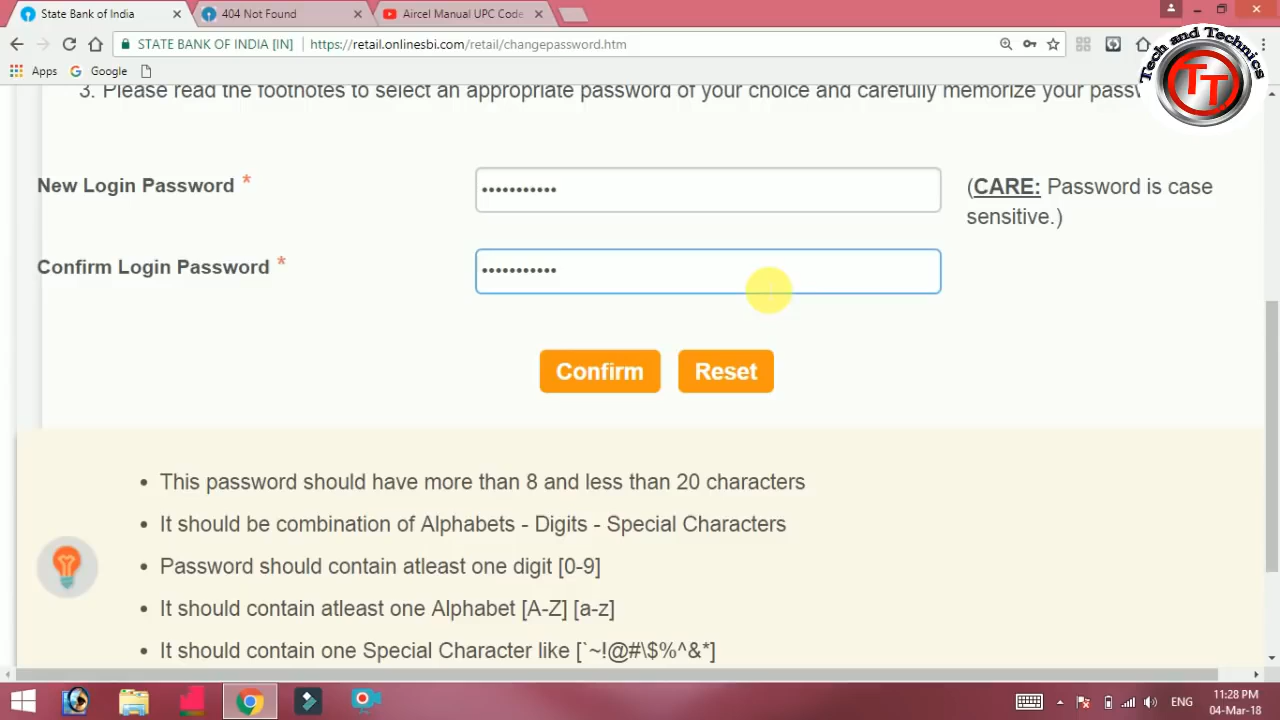 State Bank of India
404 Not Found
Aircel Manual UPC Code
STATE BANK OF INDIA [IN]
https://retail.onlinesbi.com/retail/changepassword.htm
Apps
Google
Tech and Technics
TT
3. Please read the footnotes to select an appropriate password of your choice and carefully memorize your
New Login Password *
•••••••••••
(CARE: Password is case
sensitive.)
Confirm Login Password *
•••••••••••
Confirm
Reset
• This password should have more than 8 and less than 20 characters
• It should be combination of Alphabets - Digits - Special Characters
• Password should contain atleast one digit [0-9]
• It should contain atleast one Alphabet [A-Z] [a-z]
• It should contain one Special Character like [`~!@#\$%^&*]
ENG
11:28 PM
04-Mar-18